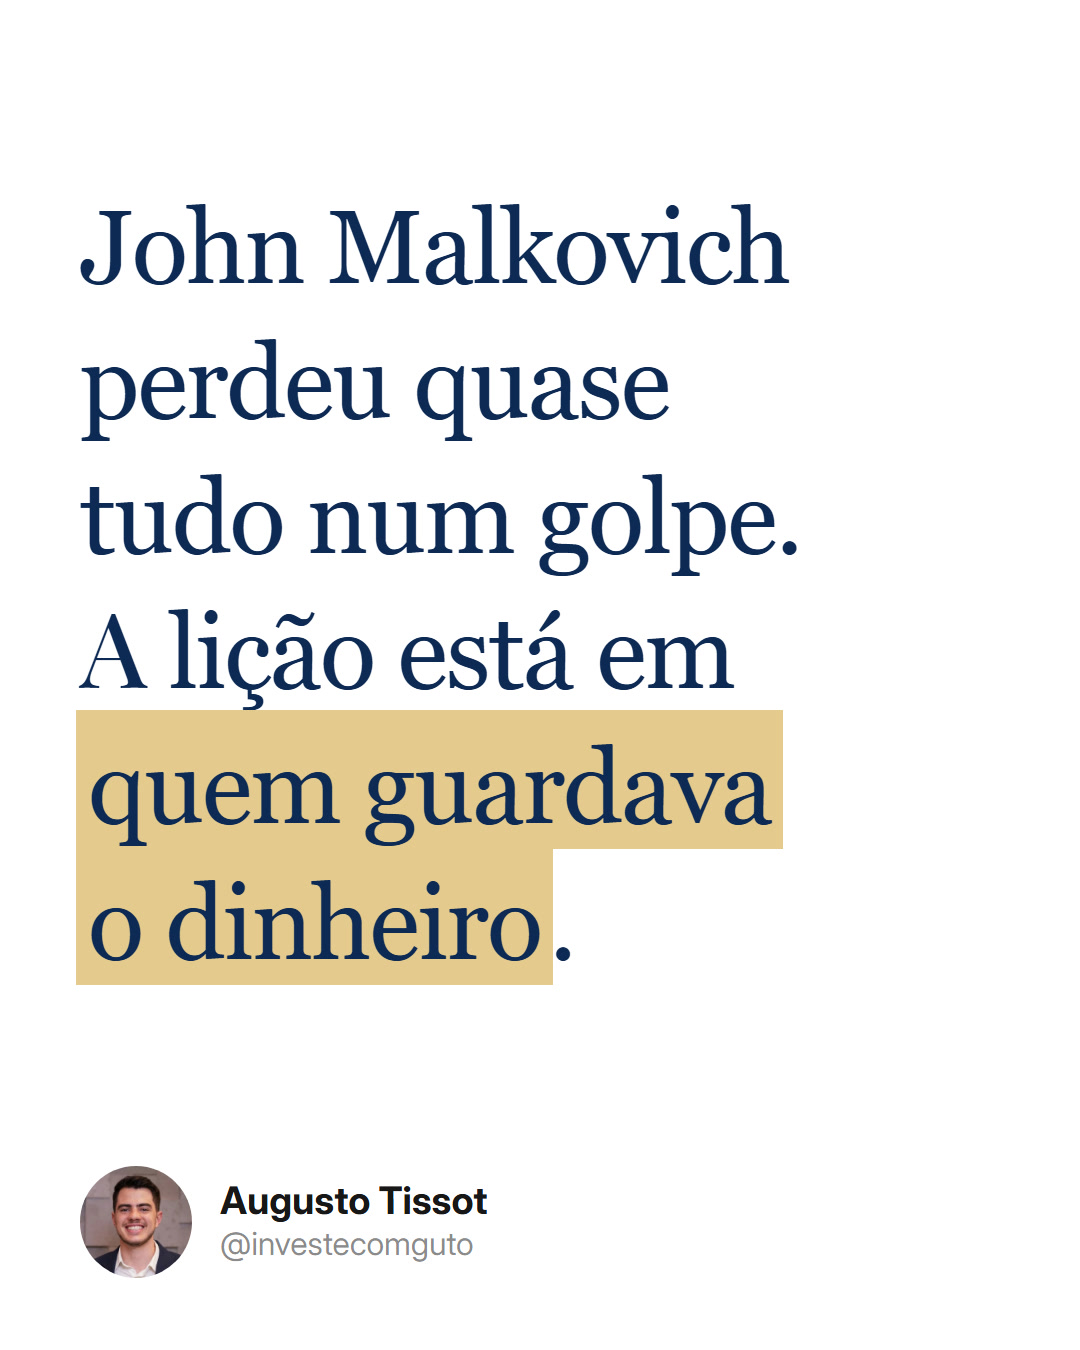 John Malkovich
perdeu quase
tudo num golpe.
A lição está em
quem guardava
o dinheiro.
Augusto Tissot
@investecomguto